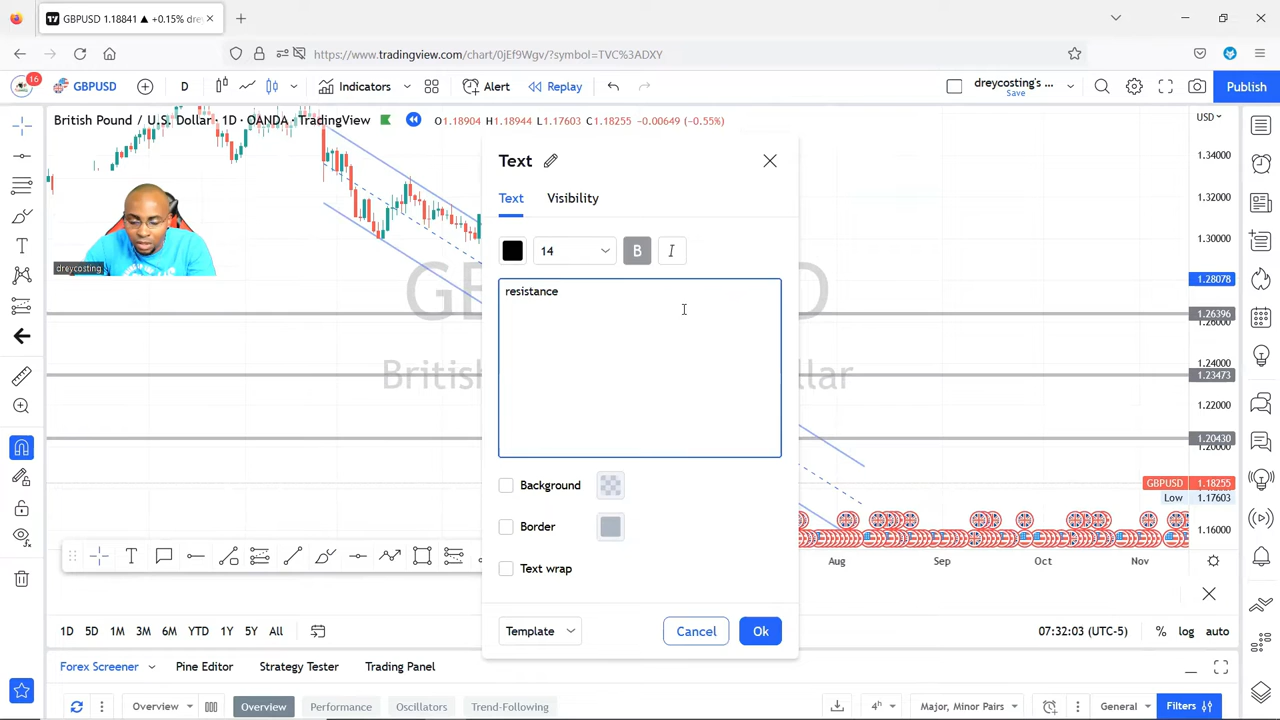 GBPUSD 1.18841 ▲ +0.15% dre
https://www.tradingview.com/chart/0jEf9Wgv/?symbol=TVC%3ADXY
16
GBPUSD
D
Indicators
Alert
Replay
dreycosting's ...
Save
Publish
British Pound / U.S. Dollar · 1D · OANDA · TradingView
O1.18904 H1.18944 L1.17603 C1.18255 -0.00649 (-0.55%)
USD
1.34000
1.32000
1.30000
1.28078
1.26396
1.26000
1.24000
1.23473
1.22000
1.20430
1.20000
GBPUSD 1.18255
Low 1.17603
1.16000
dreycosting
Text
Text
Visibility
14
B
I
resistance
Background
Border
Text wrap
Template
Cancel
Ok
Aug
Sep
Oct
Nov
1D
5D
1M
3M
6M
YTD
1Y
5Y
All
07:32:03 (UTC-5)
%
log
auto
Forex Screener
Pine Editor
Strategy Tester
Trading Panel
Overview
Overview
Performance
Oscillators
Trend-Following
4h
Major, Minor Pairs
General
Filters